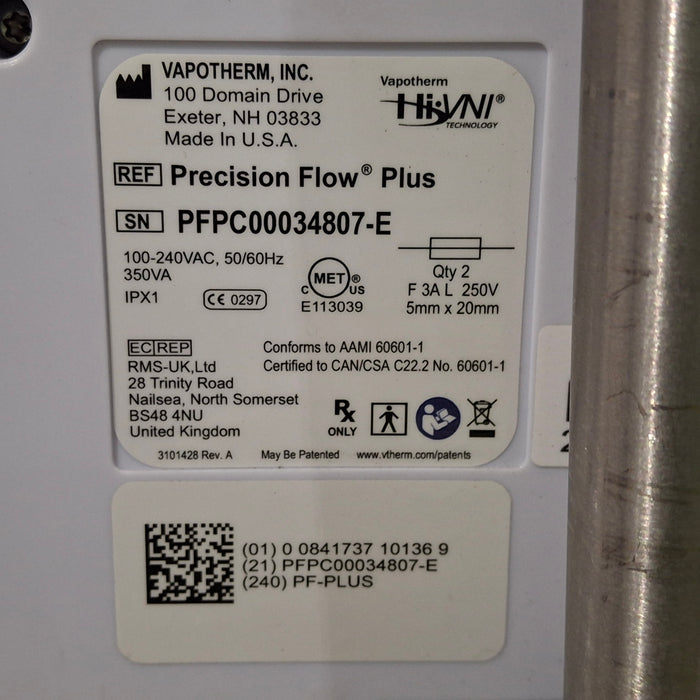 VAPOTHERM, INC.
100 Domain Drive
Exeter, NH 03833
Made In U.S.A.
Vapotherm
Hi-VNI®
TECHNOLOGY
REF Precision Flow® Plus
SN PFPC00034807-E
100-240VAC, 50/60Hz
350VA
IPX1
CE 0297
C MET ® US
E113039
Qty 2
F 3A L 250V
5mm x 20mm
EC REP
RMS-UK,Ltd
28 Trinity Road
Nailsea, North Somerset
BS48 4NU
United Kingdom
Conforms to AAMI 60601-1
Certified to CAN/CSA C22.2 No. 60601-1
Rx
ONLY
3101428 Rev. A May Be Patented www.vtherm.com/patents
(01) 0 0841737 10136 9
(21) PFPC00034807-E
(240) PF-PLUS